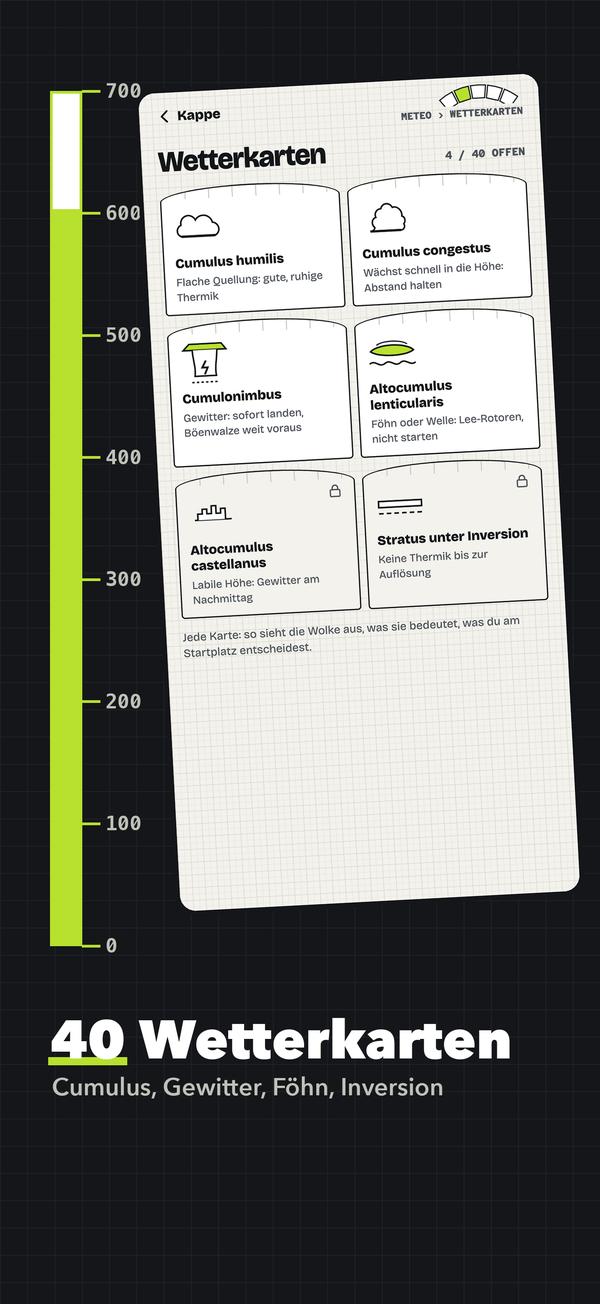 700
600
500
400
300
200
100
0
Kappe
METEO › WETTERKARTEN
Wetterkarten
4 / 40 OFFEN
Cumulus humilis
Flache Quellung: gute, ruhige
Thermik
Cumulus congestus
Wächst schnell in die Höhe:
Abstand halten
Cumulonimbus
Gewitter: sofort landen,
Böenwalze weit voraus
Altocumulus
lenticularis
Föhn oder Welle: Lee-Rotoren,
nicht starten
Altocumulus
castellanus
Labile Höhe: Gewitter am
Nachmittag
Stratus unter Inversion
Keine Thermik bis zur
Auflösung
Jede Karte: so sieht die Wolke aus, was sie bedeutet, was du am
Startplatz entscheidest.
40 Wetterkarten
Cumulus, Gewitter, Föhn, Inversion